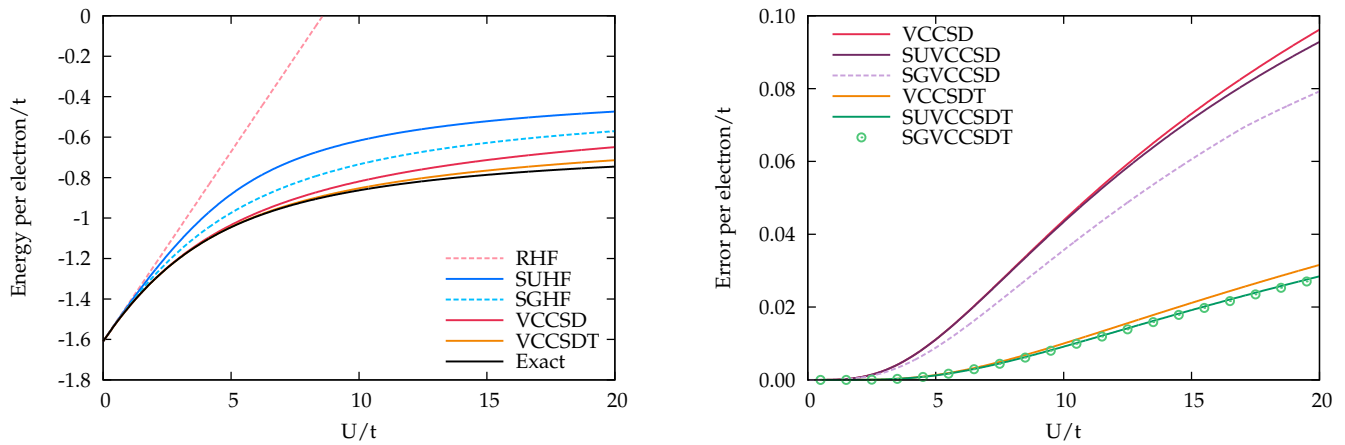 Energy per electron/t
0
-0.2
-0.4
-0.6
-0.8
-1
-1.2
-1.4
-1.6
-1.8
RHF
SUHF
SGHF
VCCSD
VCCSDT
Exact
0 5 10 15 20
U/t
Error per electron/t
0.10
0.08
0.06
0.04
0.02
0.00
VCCSD
SUVCCSD
SGVCCSD
VCCSDT
SUVCCSDT
SGVCCSDT
0 5 10 15 20
U/t